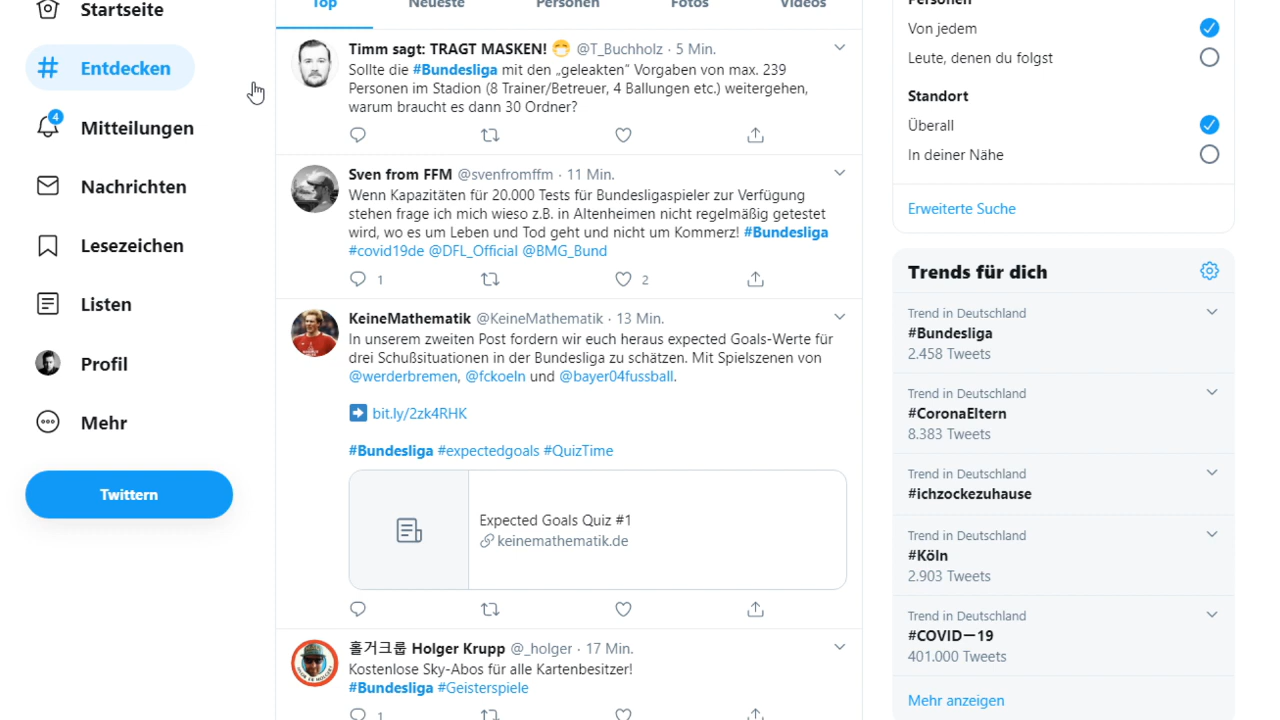 Startseite
Entdecken
4
Mitteilungen
Nachrichten
Lesezeichen
Listen
Profil
Mehr
Twittern
Top Neueste Personen Fotos Videos
Timm sagt: TRAGT MASKEN! 😷 @T_Buchholz · 5 Min.
Sollte die #Bundesliga mit den „geleakten“ Vorgaben von max. 239
Personen im Stadion (8 Trainer/Betreuer, 4 Ballungen etc.) weitergehen,
warum braucht es dann 30 Ordner?
Sven from FFM @svenfromffm · 11 Min.
Wenn Kapazitäten für 20.000 Tests für Bundesligaspieler zur Verfügung
stehen frage ich mich wieso z.B. in Altenheimen nicht regelmäßig getestet
wird, wo es um Leben und Tod geht und nicht um Kommerz! #Bundesliga
#covid19de @DFL_Official @BMG_Bund
1 2
KeineMathematik @KeineMathematik · 13 Min.
In unserem zweiten Post fordern wir euch heraus expected Goals-Werte für
drei Schußsituationen in der Bundesliga zu schätzen. Mit Spielszenen von
@werderbremen, @fckoeln und @bayer04fussball.
➡ bit.ly/2zk4RHK
#Bundesliga #expectedgoals #QuizTime
Expected Goals Quiz #1
keinemathematik.de
홀거크룹 Holger Krupp @_holger · 17 Min.
Kostenlose Sky-Abos für alle Kartenbesitzer!
#Bundesliga #Geisterspiele
1
Personen
Von jedem
Leute, denen du folgst
Standort
Überall
In deiner Nähe
Erweiterte Suche
Trends für dich
Trend in Deutschland
#Bundesliga
2.458 Tweets
Trend in Deutschland
#CoronaEltern
8.383 Tweets
Trend in Deutschland
#ichzockezuhause
Trend in Deutschland
#Köln
2.903 Tweets
Trend in Deutschland
#COVIDー19
401.000 Tweets
Mehr anzeigen